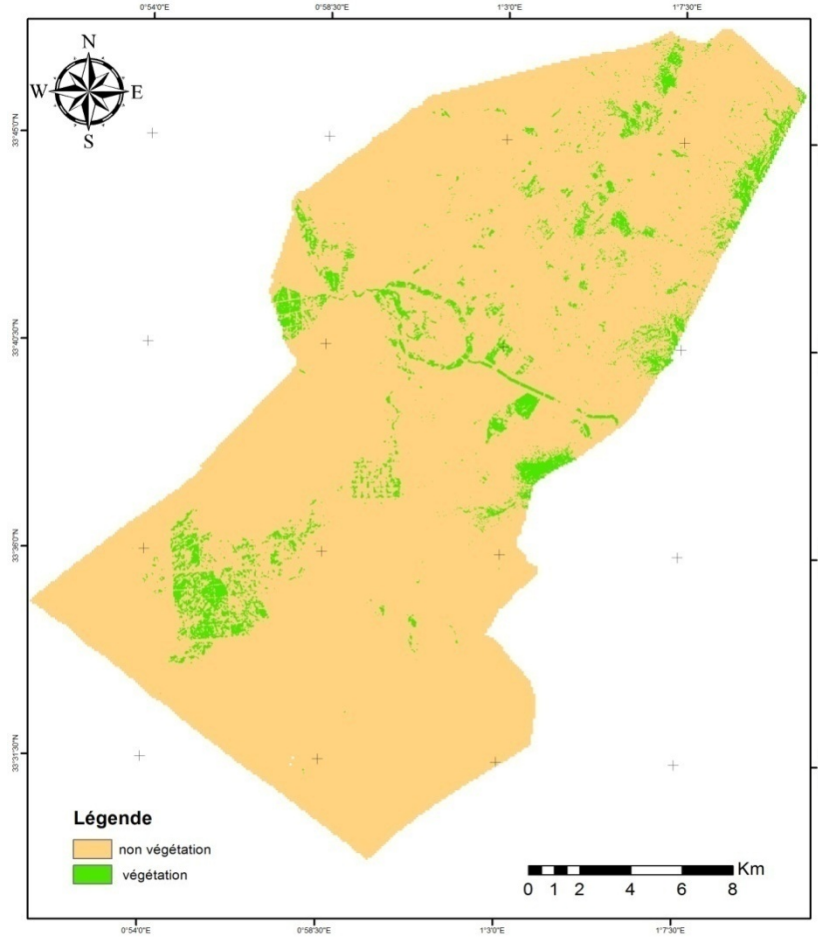 0°54'0"E 0°58'30"E 1°3'0"E 1°7'30"E
N
W E
S
33°45'0"N
33°40'30"N
33°36'0"N
33°31'30"N
Légende
non végétation
végétation
Km
0 1 2 4 6 8
0°54'0"E 0°58'30"E 1°3'0"E 1°7'30"E